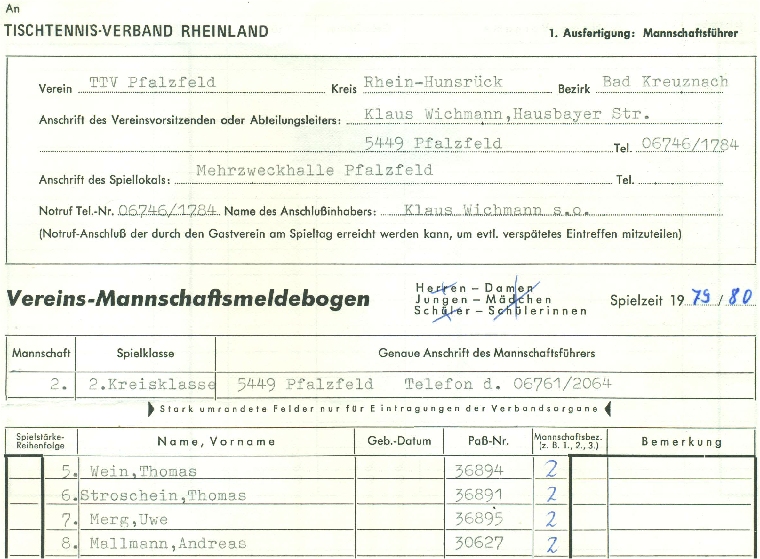 An
TISCHTENNIS-VERBAND RHEINLAND
1. Ausfertigung: Mannschaftsführer
Verein TTV Pfalzfeld Kreis Rhein-Hunsrück Bezirk Bad Kreuznach
Anschrift des Vereinsvorsitzenden oder Abteilungsleiters: Klaus Wichmann,Hausbayer Str.
5449 Pfalzfeld Tel. 06746/1784
Anschrift des Spiellokals: Mehrzweckhalle Pfalzfeld Tel.
Notruf Tel.-Nr. 06746/1784 Name des Anschlußinhabers: Klaus Wichmann s.o.
(Notruf-Anschluß der durch den Gastverein am Spieltag erreicht werden kann, um evtl. verspätetes Eintreffen mitzuteilen)
Vereins-Mannschaftsmeldebogen
Herren – Damen
Jungen – Mädchen
Schüler – Schülerinnen
Spielzeit 19 79 / 80
Mannschaft Spielklasse Genaue Anschrift des Mannschaftsführers
2. 2.Kreisklasse 5449 Pfalzfeld Telefon d. 06761/2064
Stark umrandete Felder nur für Eintragungen der Verbandsorgane
Spielstärke-Reihenfolge Name, Vorname Geb.-Datum Paß-Nr. Mannschaftsbez. (z. B. 1., 2., 3.) Bemerkung
5. Wein,Thomas 36894 2
6. Stroschein,Thomas 36891 2
7. Merg,Uwe 36895 2
8. Mallmann,Andreas 30627 2